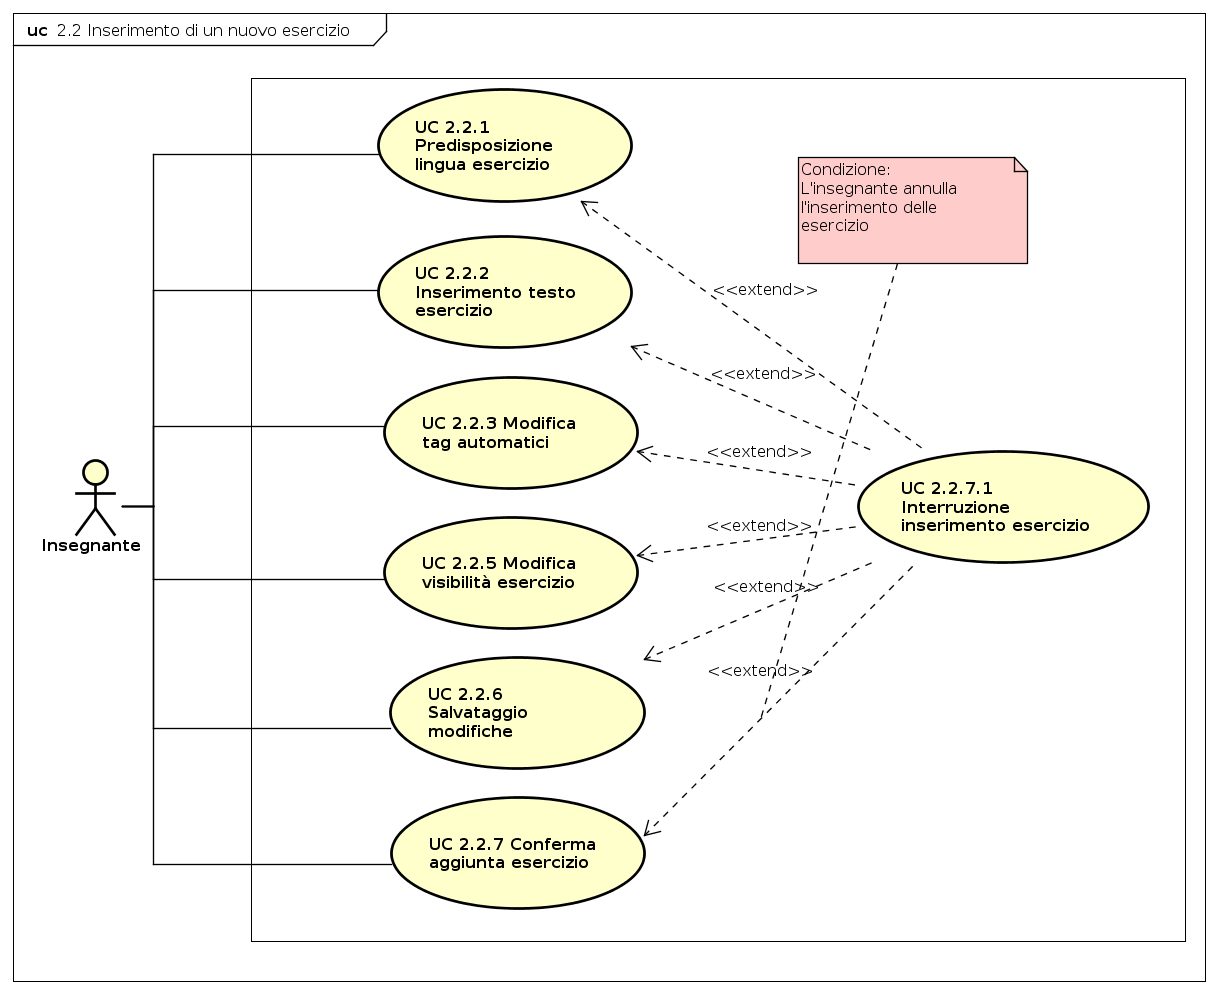 uc 2.2 Inserimento di un nuovo esercizio
UC 2.2.1
Predisposizione
lingua esercizio
Condizione:
L'insegnante annulla
l'inserimento delle
esercizio
UC 2.2.2
Inserimento testo
esercizio
<<extend>>
<<extend>>
UC 2.2.3 Modifica
tag automatici
<<extend>>
UC 2.2.7.1
Interruzione
inserimento esercizio
<<extend>>
Insegnante
UC 2.2.5 Modifica
visibilità esercizio
<<extend>>
<<extend>>
UC 2.2.6
Salvataggio
modifiche
UC 2.2.7 Conferma
aggiunta esercizio